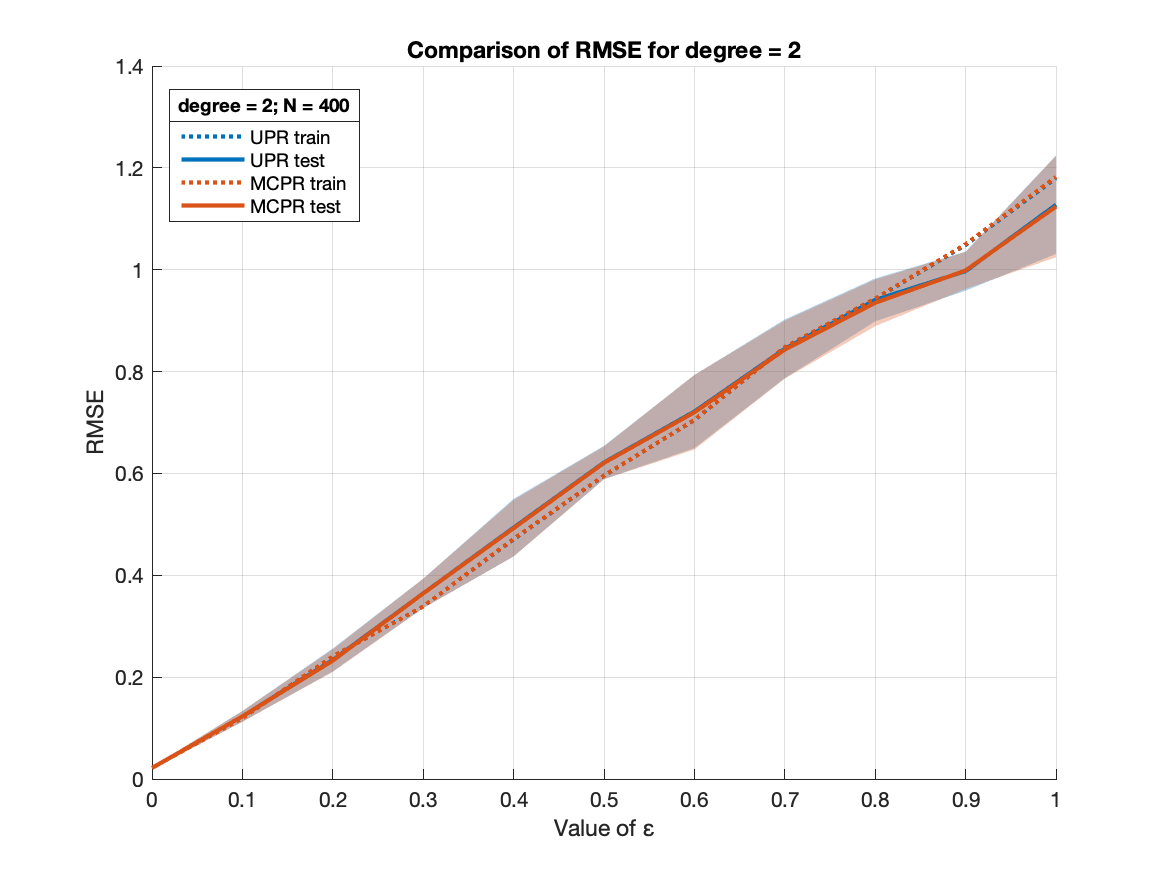 Comparison of RMSE for degree = 2
1.4
1.2
1
0.8
0.6
0.4
0.2
0
RMSE
degree = 2; N = 400
UPR train
UPR test
MCPR train
MCPR test
0 0.1 0.2 0.3 0.4 0.5 0.6 0.7 0.8 0.9 1
Value of ε